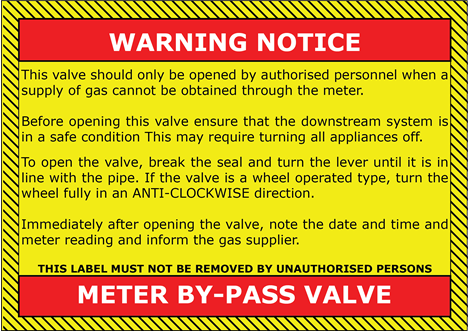 WARNING NOTICE
This valve should only be opened by authorised personnel when a
supply of gas cannot be obtained through the meter.
Before opening this valve ensure that the downstream system is
in a safe condition This may require turning all appliances off.
To open the valve, break the seal and turn the lever until it is in
line with the pipe. If the valve is a wheel operated type, turn the
wheel fully in an ANTI-CLOCKWISE direction.
Immediately after opening the valve, note the date and time and
meter reading and inform the gas supplier.
THIS LABEL MUST NOT BE REMOVED BY UNAUTHORISED PERSONS
METER BY-PASS VALVE